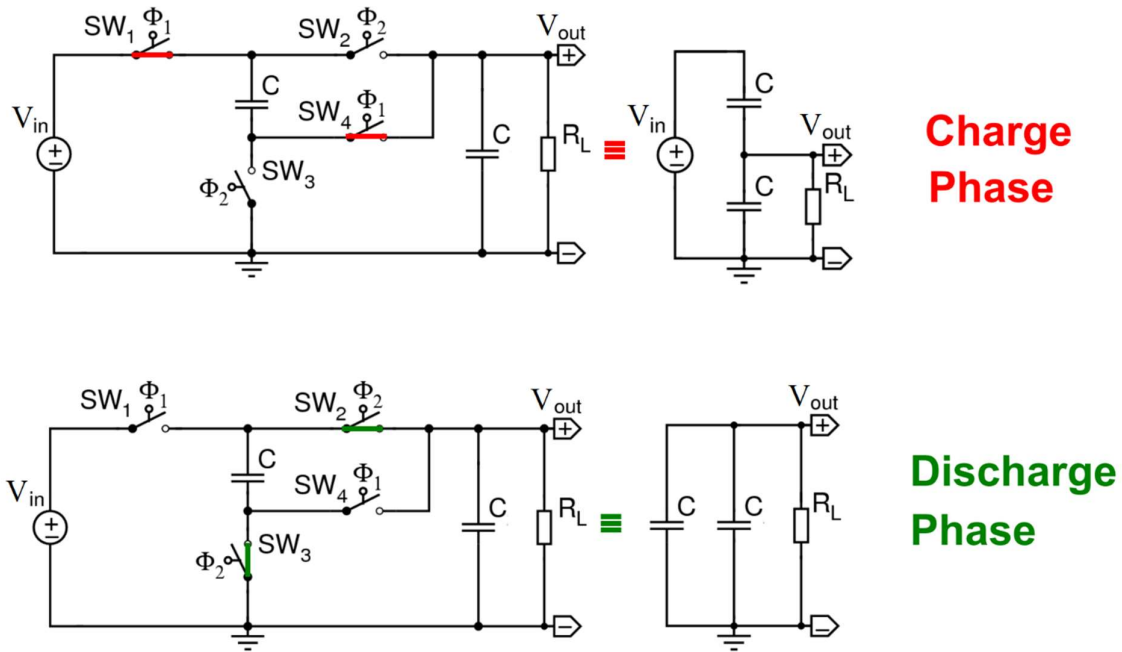 SW₁ Φ₁ SW₂ Φ₂ Vout
+
C
SW₄ Φ₁
Vin
+
−
SW₃
Φ₂
C
RL
−
≡
Vin
+
−
C
Vout
+
C
RL
−
Charge
Phase
SW₁ Φ₁ SW₂ Φ₂ Vout
+
C
SW₄ Φ₁
Vin
+
−
SW₃
Φ₂
C
RL
−
≡
Vout
+
C
C
RL
−
Discharge
Phase